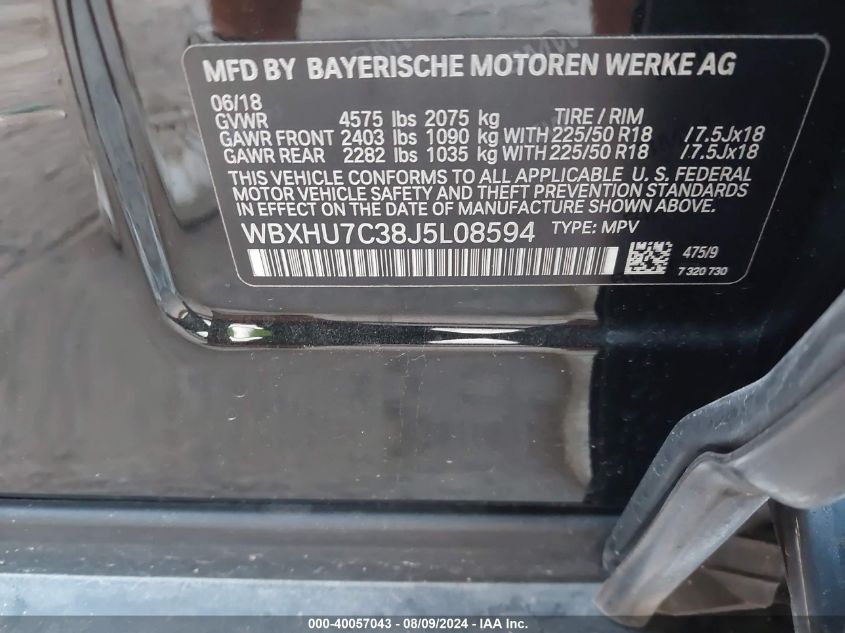 MFD BY BAYERISCHE MOTOREN WERKE AG
06/18
GVWR 4575 lbs 2075 kg TIRE / RIM
GAWR FRONT 2403 lbs 1090 kg WITH 225/50 R18 /7.5Jx18
GAWR REAR 2282 lbs 1035 kg WITH 225/50 R18 /7.5Jx18
THIS VEHICLE CONFORMS TO ALL APPLICABLE U. S. FEDERAL
MOTOR VEHICLE SAFETY AND THEFT PREVENTION STANDARDS
IN EFFECT ON THE DATE OF MANUFACTURE SHOWN ABOVE.
WBXHU7C38J5L08594 TYPE: MPV
475/9
7 320 730
000-40057043 / 08/09/2024 - IAA Inc.